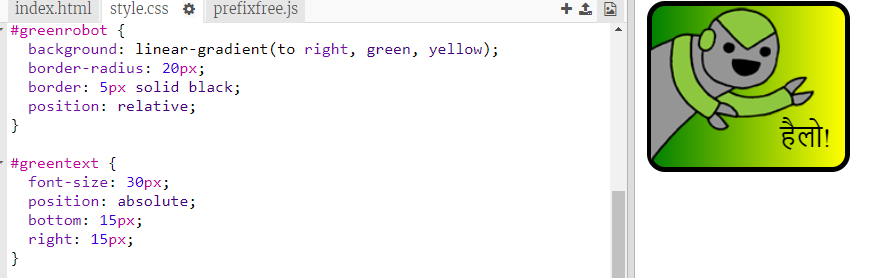 index.html style.css prefixfree.js
#greenrobot {
background: linear-gradient(to right, green, yellow);
border-radius: 20px;
border: 5px solid black;
position: relative;
}
#greentext {
font-size: 30px;
position: absolute;
bottom: 15px;
right: 15px;
}
हैलो!